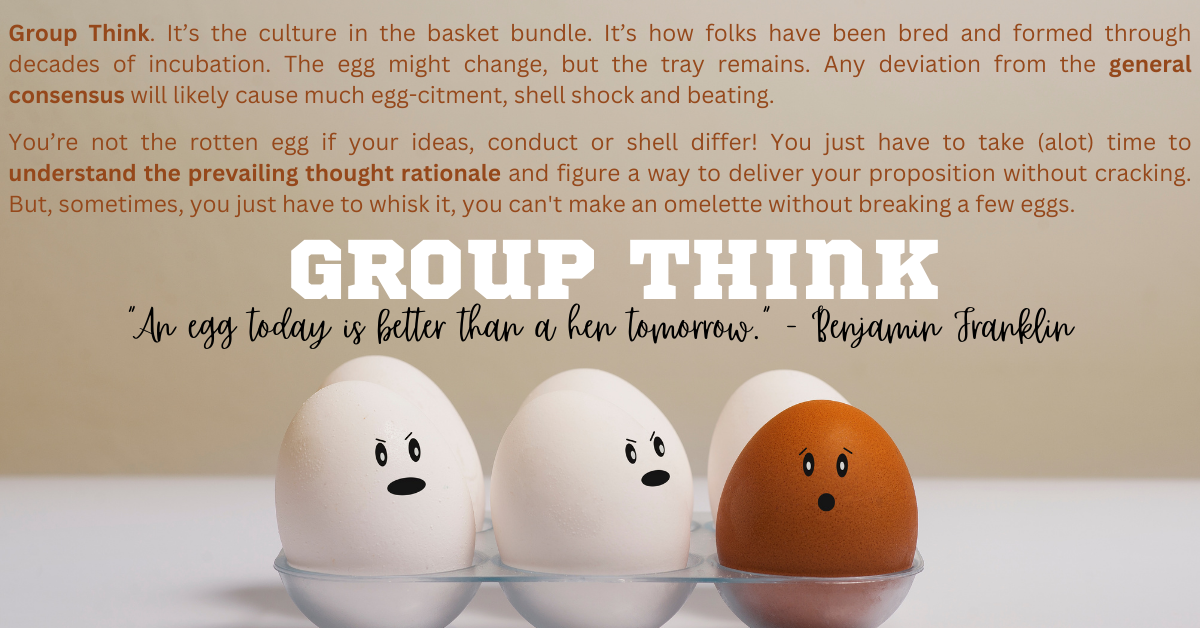 Group Think. It’s the culture in the basket bundle. It’s how folks have been bred and formed through
decades of incubation. The egg might change, but the tray remains. Any deviation from the general
consensus will likely cause much egg-citment, shell shock and beating.
You’re not the rotten egg if your ideas, conduct or shell differ! You just have to take (alot) time to
understand the prevailing thought rationale and figure a way to deliver your proposition without cracking.
But, sometimes, you just have to whisk it, you can't make an omelette without breaking a few eggs.
GROUP THINK
"An egg today is better than a hen tomorrow." - Benjamin Franklin